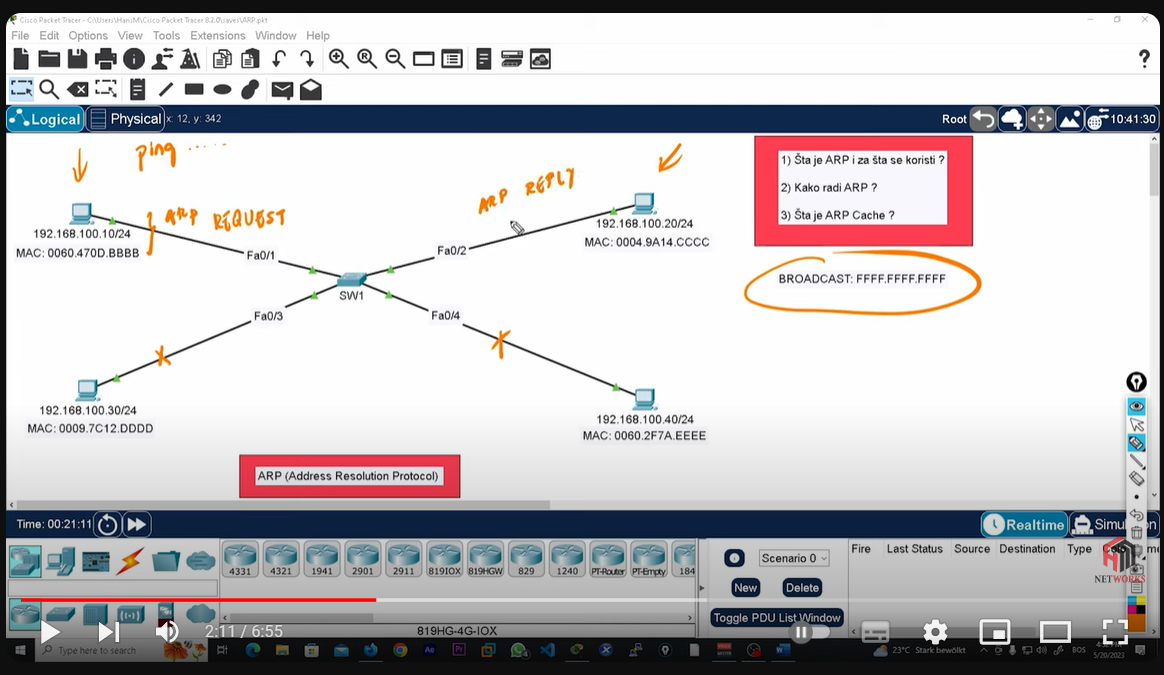 Cisco Packet Tracer - C:\Users\HarisM\Cisco Packet Tracer 8.2.0\saves\ARP.pkt
File Edit Options View Tools Extensions Window Help
Logical Physical x: 12, y: 342 Root 10:41:30
ping .....
ARP REQUEST
ARP REPLY
192.168.100.10/24
MAC: 0060.470D.BBBB
192.168.100.20/24
MAC: 0004.9A14.CCCC
Fa0/1
Fa0/2
SW1
Fa0/3
Fa0/4
192.168.100.30/24
MAC: 0009.7C12.DDDD
192.168.100.40/24
MAC: 0060.2F7A.EEEE
1) Šta je ARP i za šta se koristi ?
2) Kako radi ARP ?
3) Šta je ARP Cache ?
BROADCAST: FFFF.FFFF.FFFF
ARP (Address Resolution Protocol)
Time: 00:21:11 Realtime
4331 4321 1941 2901 2911 819IOX 819HGW 829 1240 PT-Router PT-Empty 184
Scenario 0
New Delete
Toggle PDU List Window
Fire Last Status Source Destination Type
NETWORKS
819HG-4G-IOX
2:11 / 6:55
Type here to search
23°C Stark bewölkt
BOS
5/20/2023